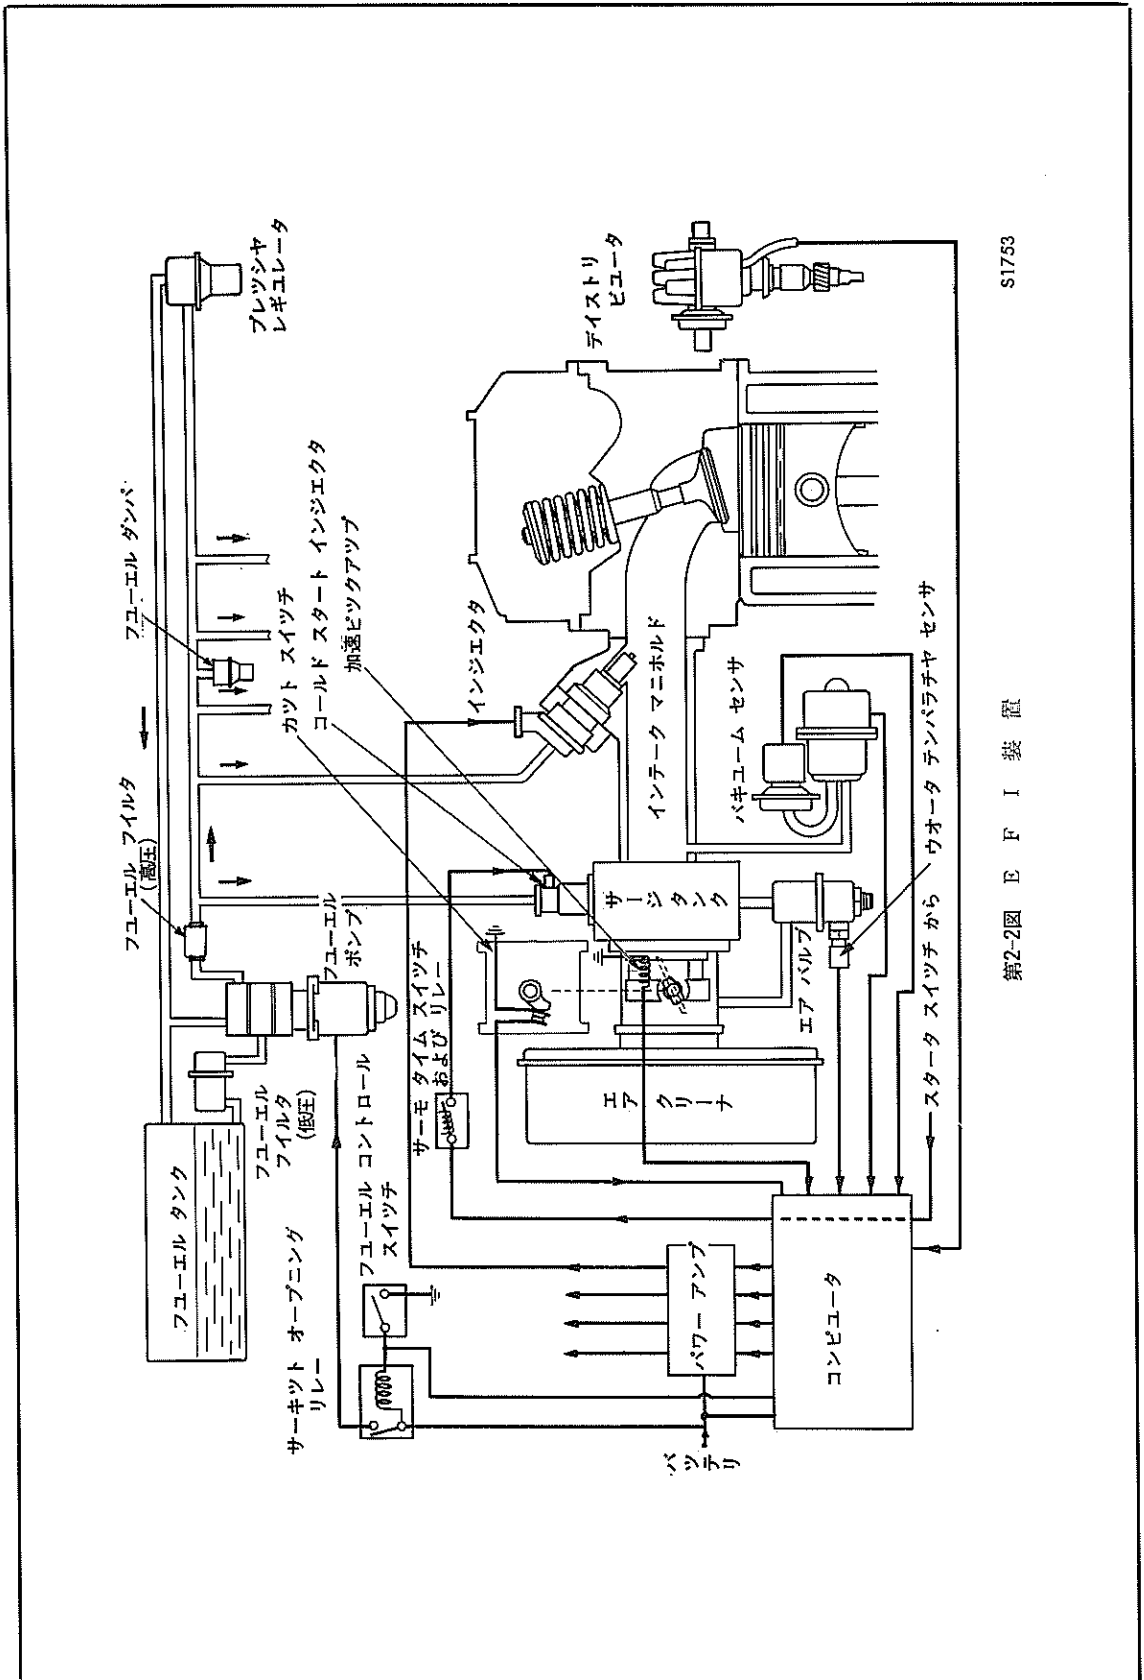 フューエル タンク
フューエル
フイルタ
(低圧)
フューエル フイルタ
(高圧)
フューエル
ポンプ
フューエル ダンパ
プレツシヤ
レギュレータ
サーキツト オープニング
リレー
フューエル コントロール
スイツチ
サーモ タイム スイツチ
および リレー
カツト スイツチ
コールド スタート インジエクタ
加速ピツクアツプ
インジエクタ
デイストリ
ビュータ
エア
クリーナ
サージタンク
インテーク マニホルド
バキューム センサ
エア バルブ
バツテリ
パワー アンプ
コンピュータ
スタータ スイツチ から
ウオータ テンパラチヤ センサ
第2-2図 E F I 装 置
S1753